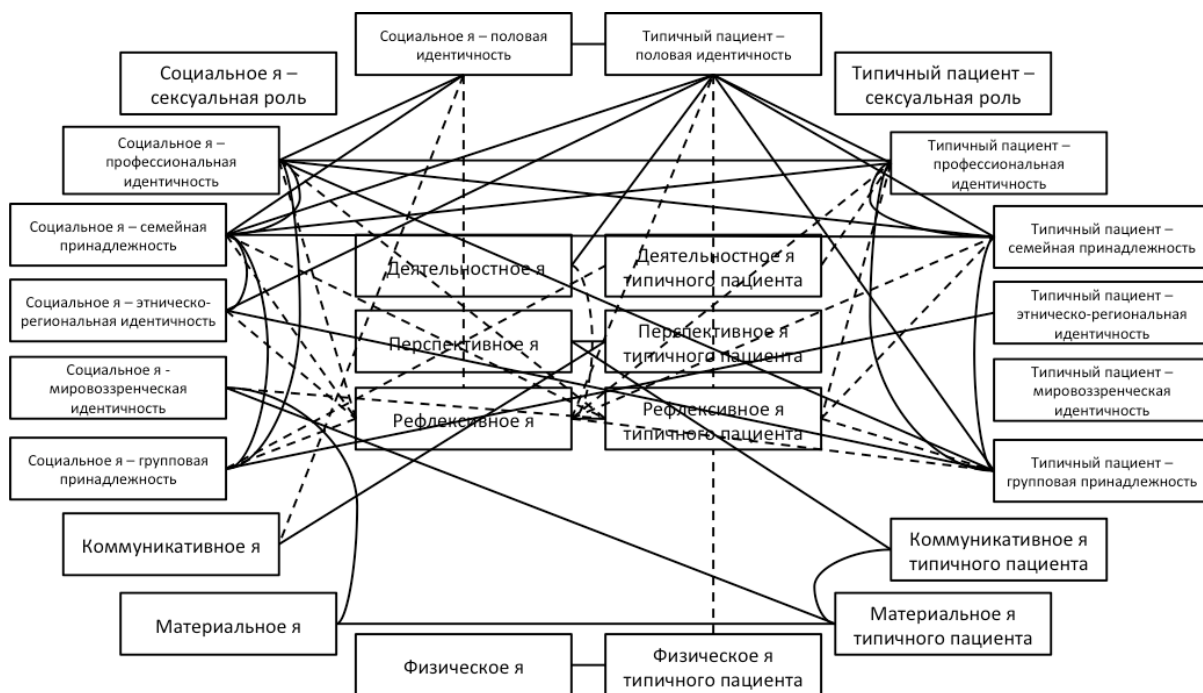 Социальное я – половая
идентичность
Типичный пациент –
половая идентичность
Социальное я –
сексуальная роль
Типичный пациент –
сексуальная роль
Социальное я –
профессиональная
идентичность
Типичный пациент –
профессиональная
идентичность
Социальное я – семейная
принадлежность
Типичный пациент –
семейная принадлежность
Деятельностное я
Деятельностное я
типичного пациента
Социальное я – этническо-
региональная идентичность
Типичный пациент –
этническо-региональная
идентичность
Перспективное я
Перспективное я
типичного пациента
Социальное я -
мировоззренческая
идентичность
Типичный пациент –
мировоззренческая
идентичность
Рефлексивное я
Рефлексивное я
типичного пациента
Социальное я – групповая
принадлежность
Типичный пациент –
групповая принадлежность
Коммуникативное я
Коммуникативное я
типичного пациента
Материальное я
Материальное я
типичного пациента
Физическое я
Физическое я
типичного пациента